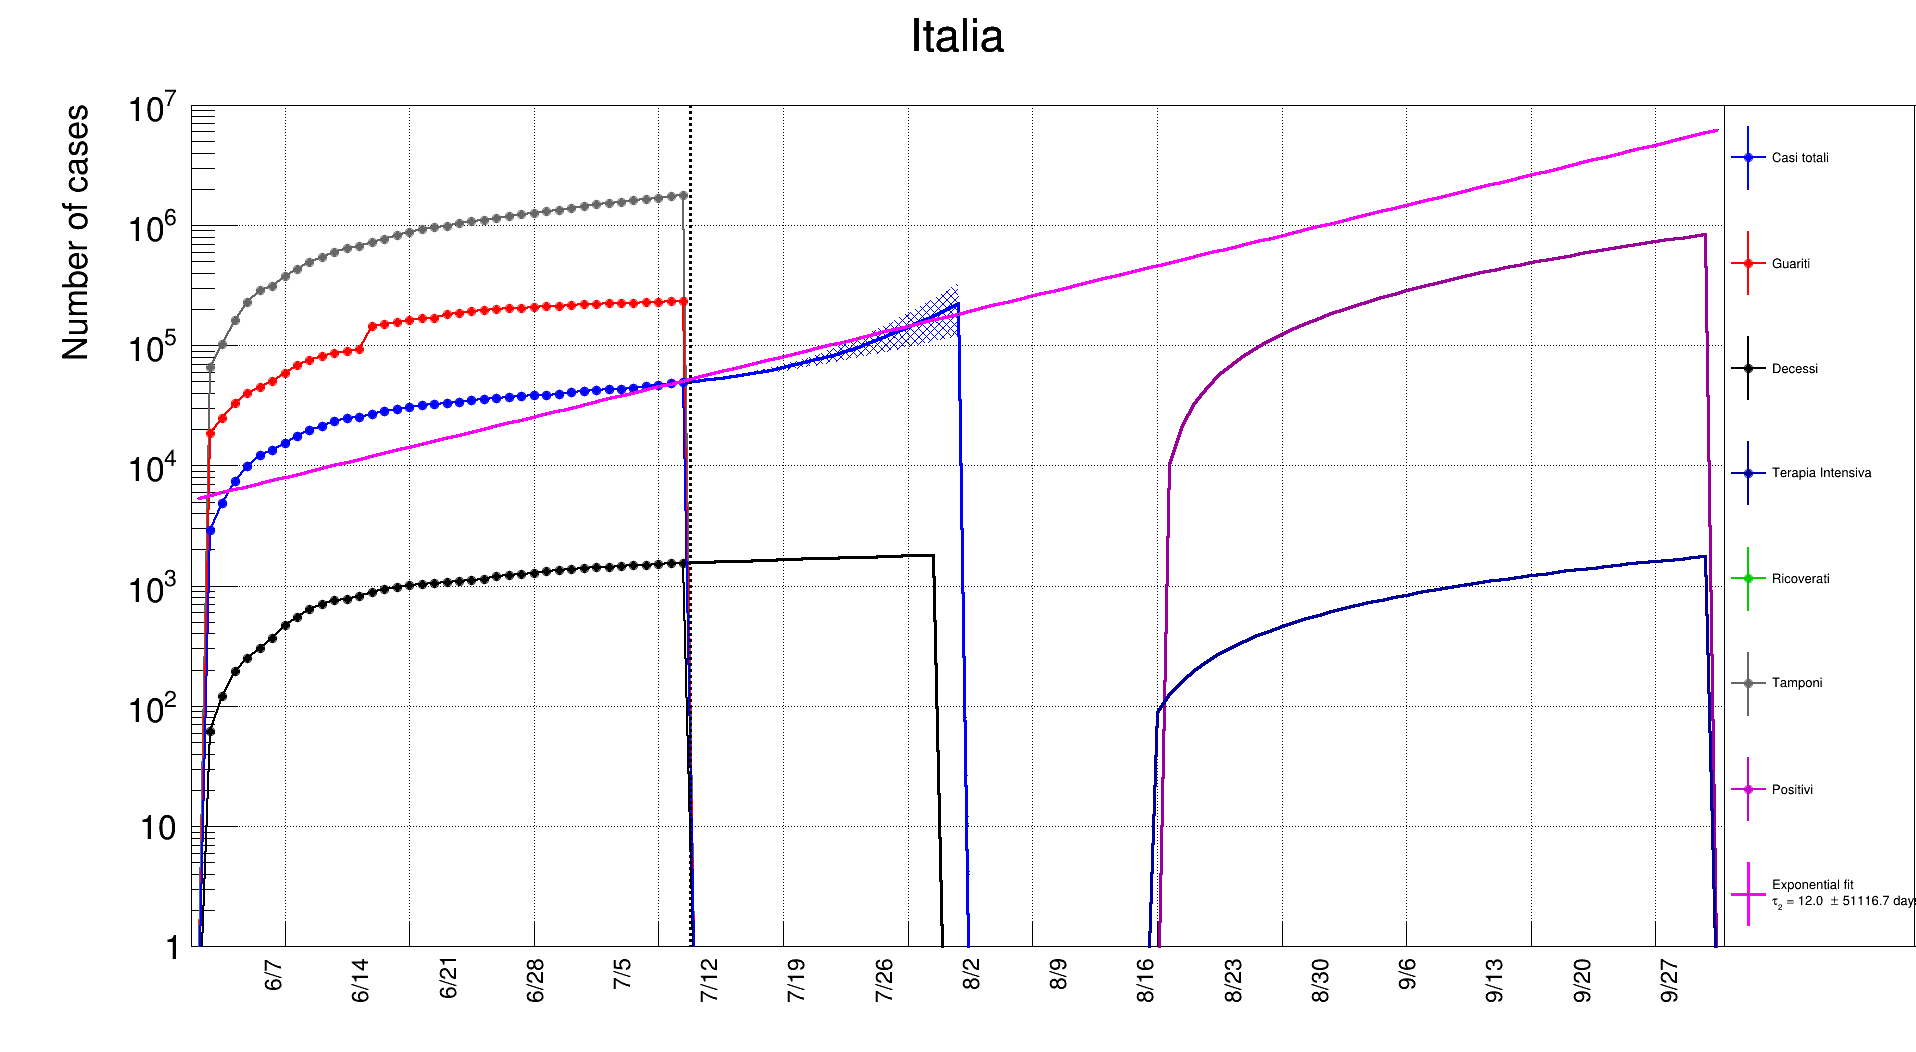 Italia
Number of cases
10^7
10^6
10^5
10^4
10^3
10^2
10
1
6/7
6/14
6/21
6/28
7/5
7/12
7/19
7/26
8/2
8/9
8/16
8/23
8/30
9/6
9/13
9/20
9/27
Casi totali
Guariti
Decessi
Terapia Intensiva
Ricoverati
Tamponi
Positivi
Exponential fit
τ₂ = 12.0 ± 51116.7 days